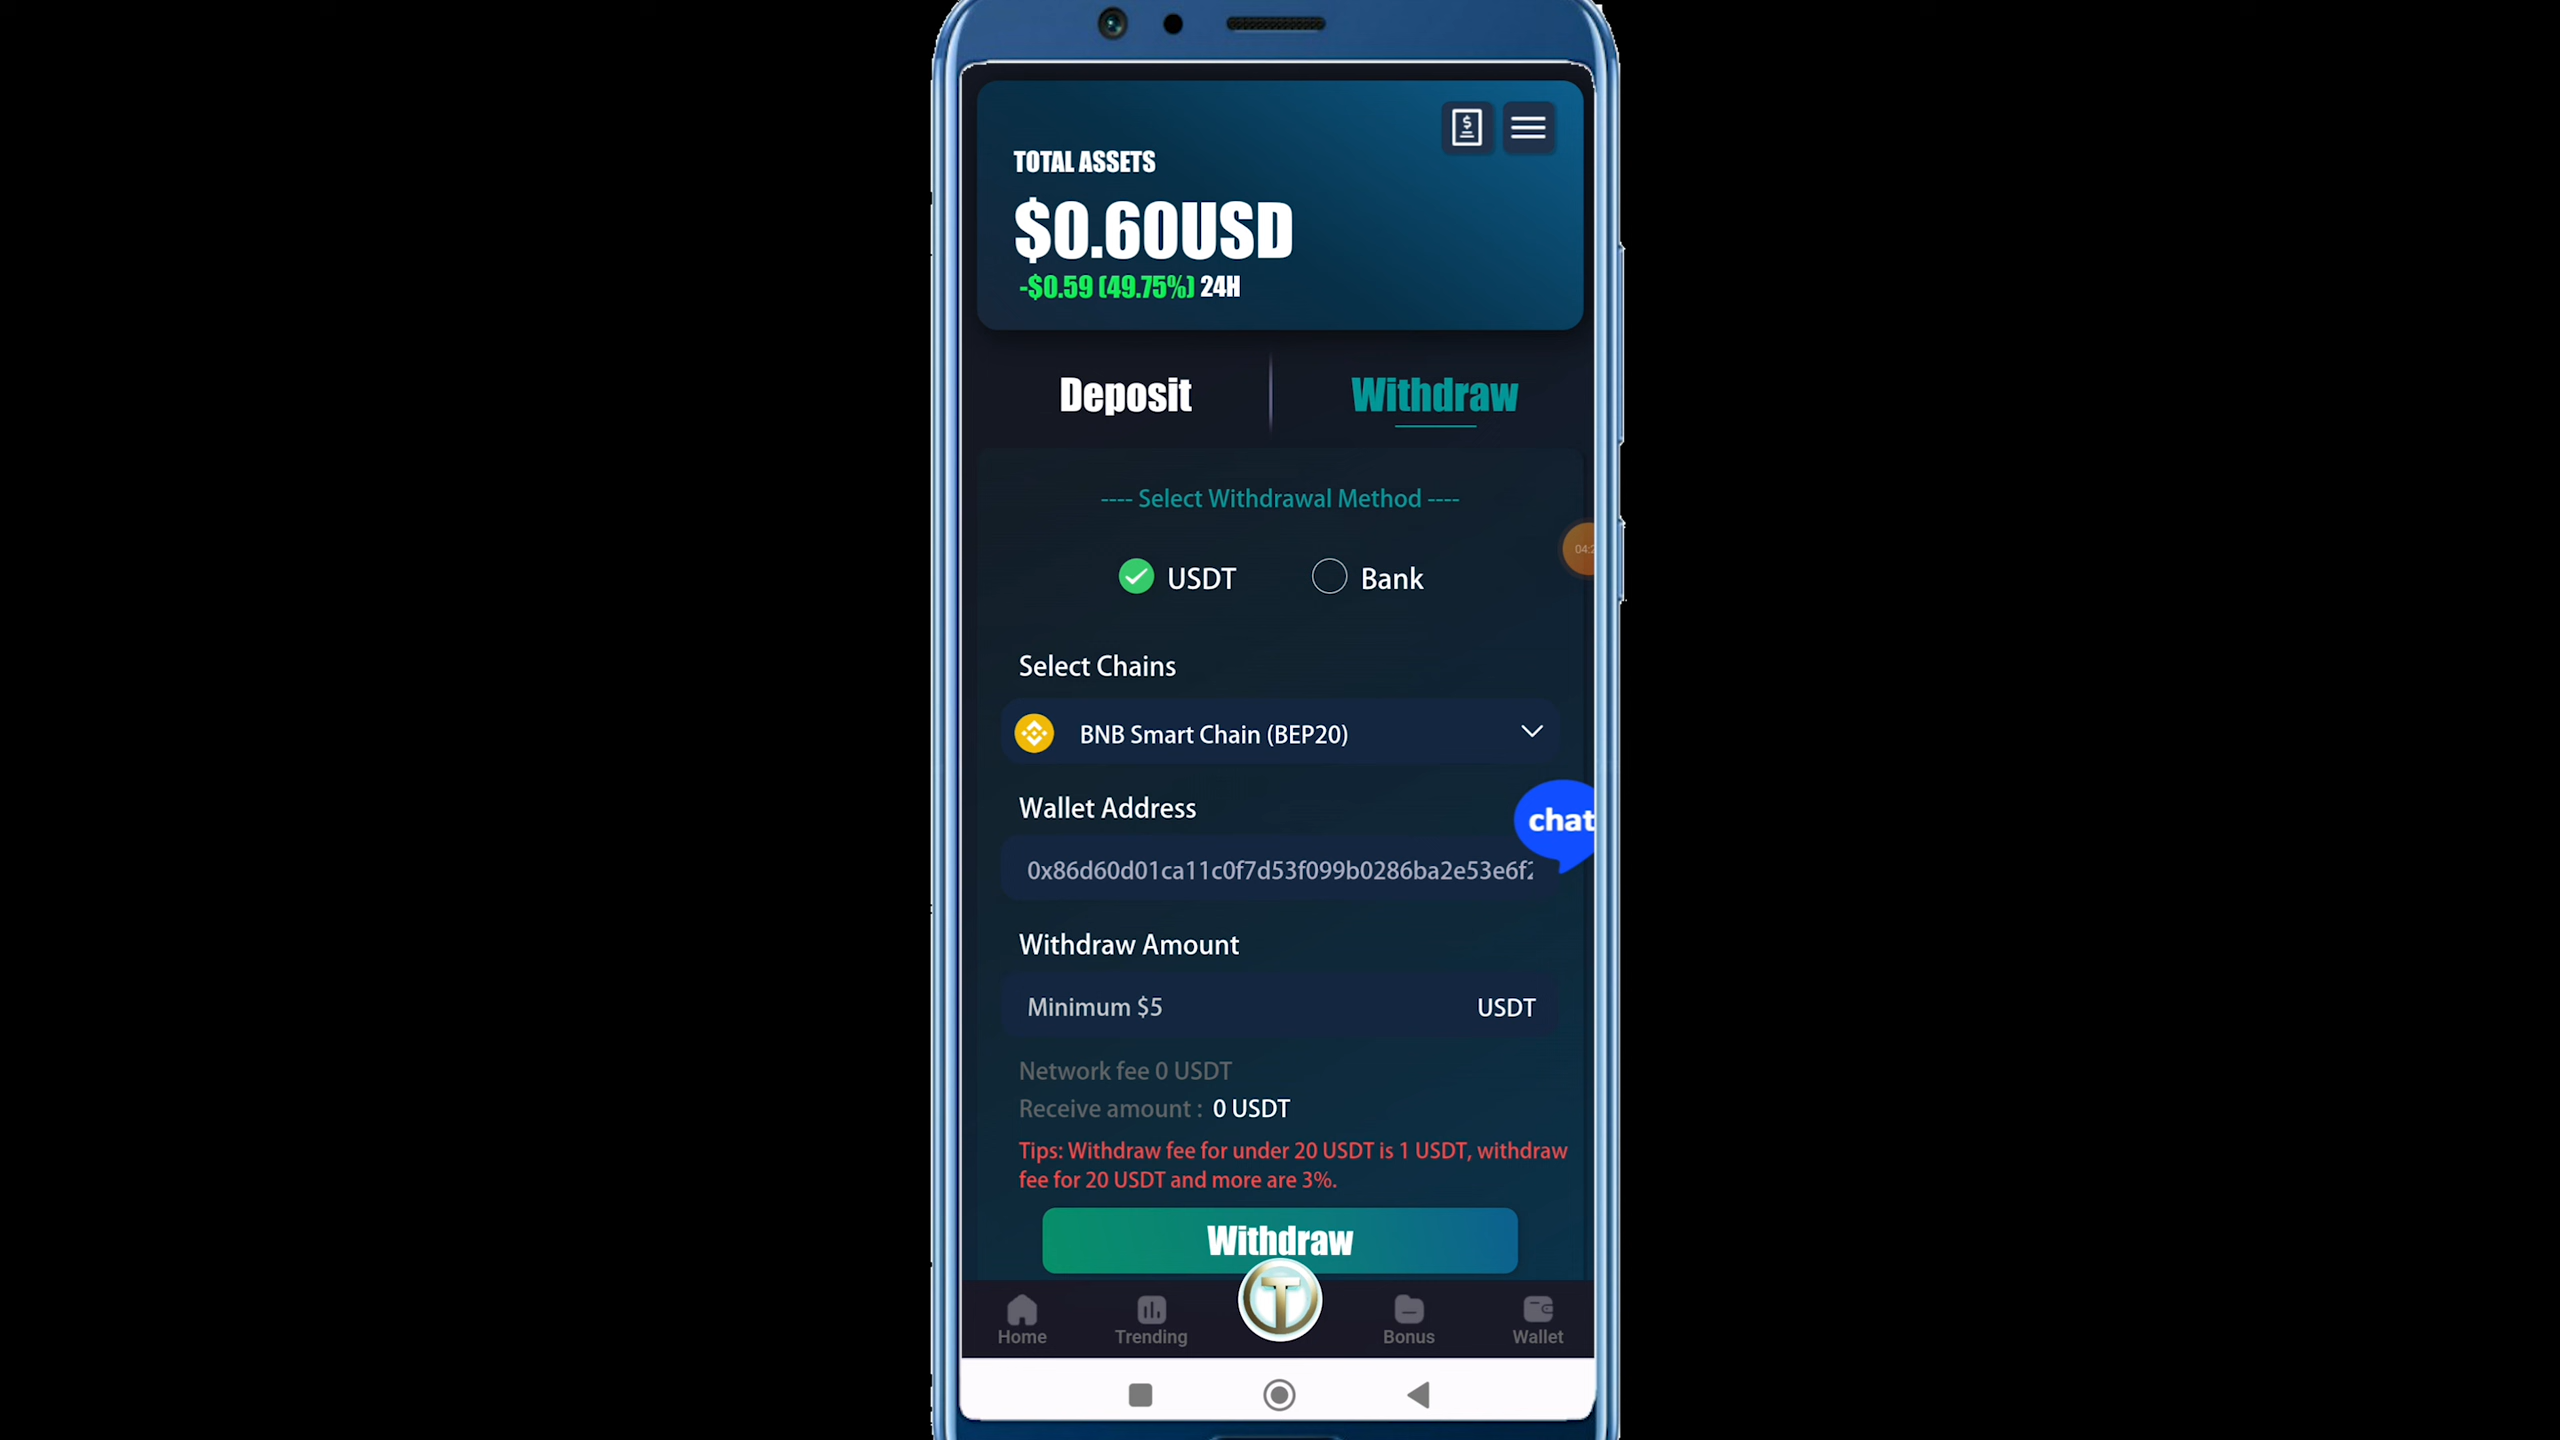 TOTAL ASSETS
$0.60USD
-$0.59 (49.75%) 24H
Deposit
Withdraw
---- Select Withdrawal Method ----
USDT
Bank
Select Chains
BNB Smart Chain (BEP20)
Wallet Address
chat
0x86d60d01ca11c0f7d53f099b0286ba2e53e6f2
Withdraw Amount
Minimum $5
USDT
Network fee 0 USDT
Receive amount : 0 USDT
Tips: Withdraw fee for under 20 USDT is 1 USDT, withdraw
fee for 20 USDT and more are 3%.
Withdraw
T
Home
Trending
Bonus
Wallet